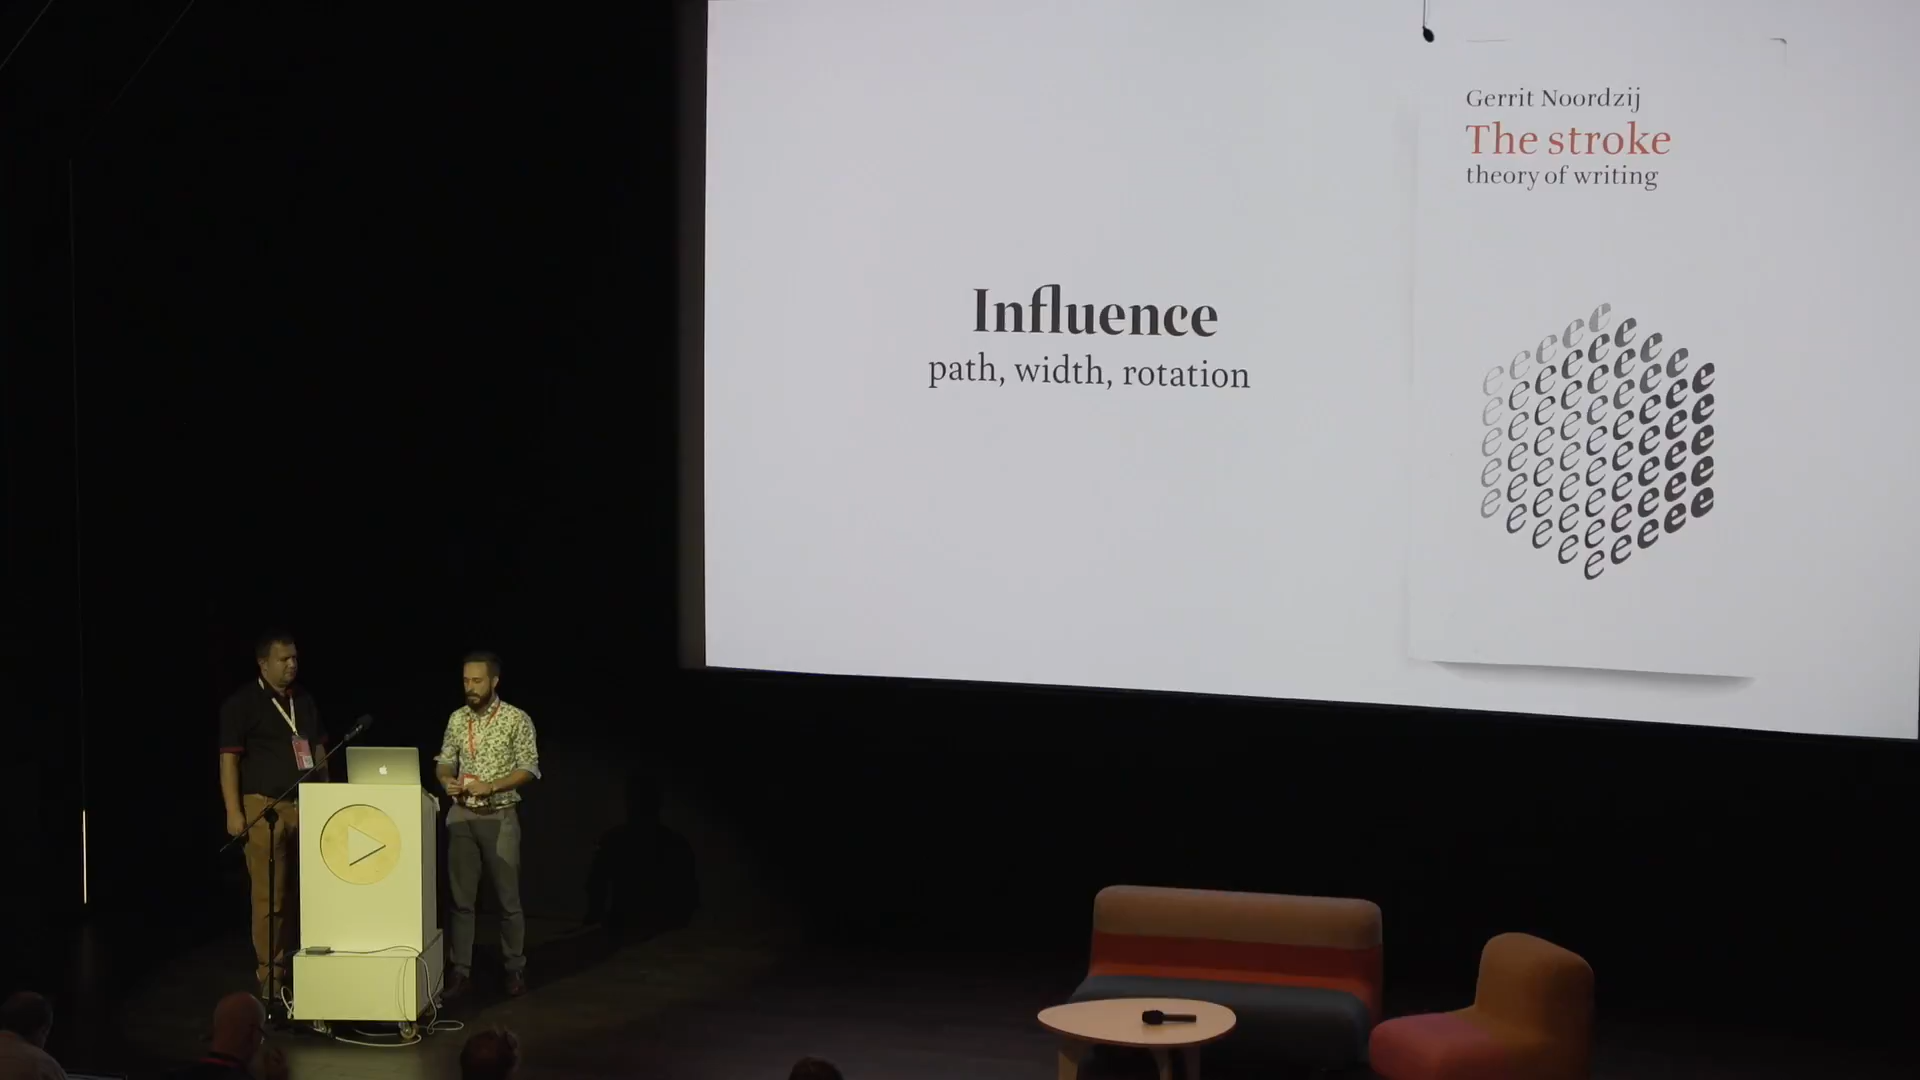 Influence
path, width, rotation
Gerrit Noordzij
The stroke
theory of writing
e e e e e
e e e e e
e e e e e
e e e e e
e e e e e